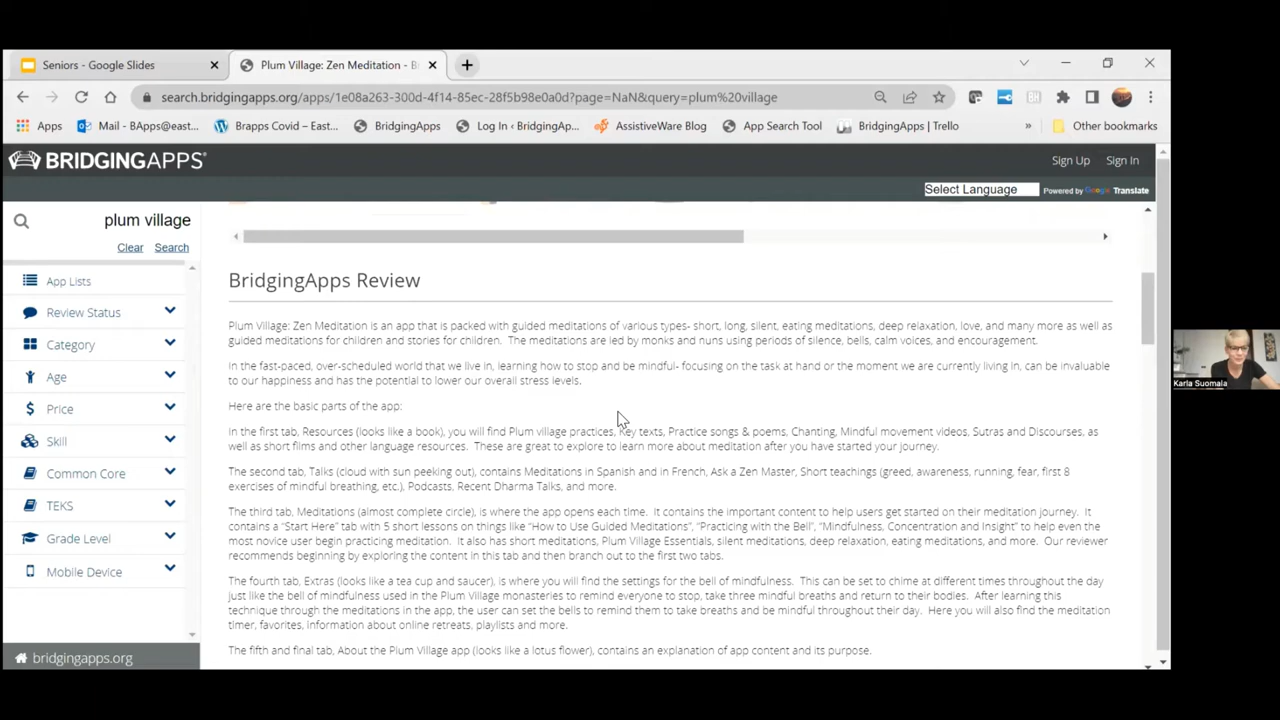 Seniors - Google Slides
Plum Village: Zen Meditation - B
search.bridgingapps.org/apps/1e08a263-300d-4f14-85ec-28f5b98e0a0d?page=NaN&query=plum%20village
Apps
Mail - BApps@east...
Brapps Covid – East...
BridgingApps
Log In ‹ BridgingAp...
AssistiveWare Blog
App Search Tool
BridgingApps | Trello
»
Other bookmarks
BRIDGINGAPPS
Sign Up
Sign In
Select Language
Powered by Google Translate
plum village
Clear
Search
App Lists
Review Status
Category
Age
Price
Skill
Common Core
TEKS
Grade Level
Mobile Device
bridgingapps.org
BridgingApps Review
Plum Village: Zen Meditation is an app that is packed with guided meditations of various types- short, long, silent, eating meditations, deep relaxation, love, and many more as well as
guided meditations for children and stories for children.  The meditations are led by monks and nuns using periods of silence, bells, calm voices, and encouragement.
In the fast-paced, over-scheduled world that we live in, learning how to stop and be mindful- focusing on the task at hand or the moment we are currently living in, can be invaluable
to our happiness and has the potential to lower our overall stress levels.
Here are the basic parts of the app:
In the first tab, Resources (looks like a book), you will find Plum village practices, Key texts, Practice songs & poems, Chanting, Mindful movement videos, Sutras and Discourses, as
well as short films and other language resources.  These are great to explore to learn more about meditation after you have started your journey.
The second tab, Talks (cloud with sun peeking out), contains Meditations in Spanish and in French, Ask a Zen Master, Short teachings (greed, awareness, running, fear, first 8
exercises of mindful breathing, etc.), Podcasts, Recent Dharma Talks, and more.
The third tab, Meditations (almost complete circle), is where the app opens each time.  It contains the important content to help users get started on their meditation journey.  It
contains a “Start Here” tab with 5 short lessons on things like “How to Use Guided Meditations”, “Practicing with the Bell”, “Mindfulness, Concentration and Insight” to help even the
most novice user begin practicing meditation.  It also has short meditations, Plum Village Essentials, silent meditations, deep relaxation, eating meditations, and more.  Our reviewer
recommends beginning by exploring the content in this tab and then branch out to the first two tabs.
The fourth tab, Extras (looks like a tea cup and saucer), is where you will find the settings for the bell of mindfulness.  This can be set to chime at different times throughout the day
just like the bell of mindfulness used in the Plum Village monasteries to remind everyone to stop, take three mindful breaths and return to their bodies.  After learning this
technique through the meditations in the app, the user can set the bells to remind them to take breaths and be mindful throughout their day.  Here you will also find the meditation
timer, favorites, information about online retreats, playlists and more.
The fifth and final tab, About the Plum Village app (looks like a lotus flower), contains an explanation of app content and its purpose.
Karla Suomala